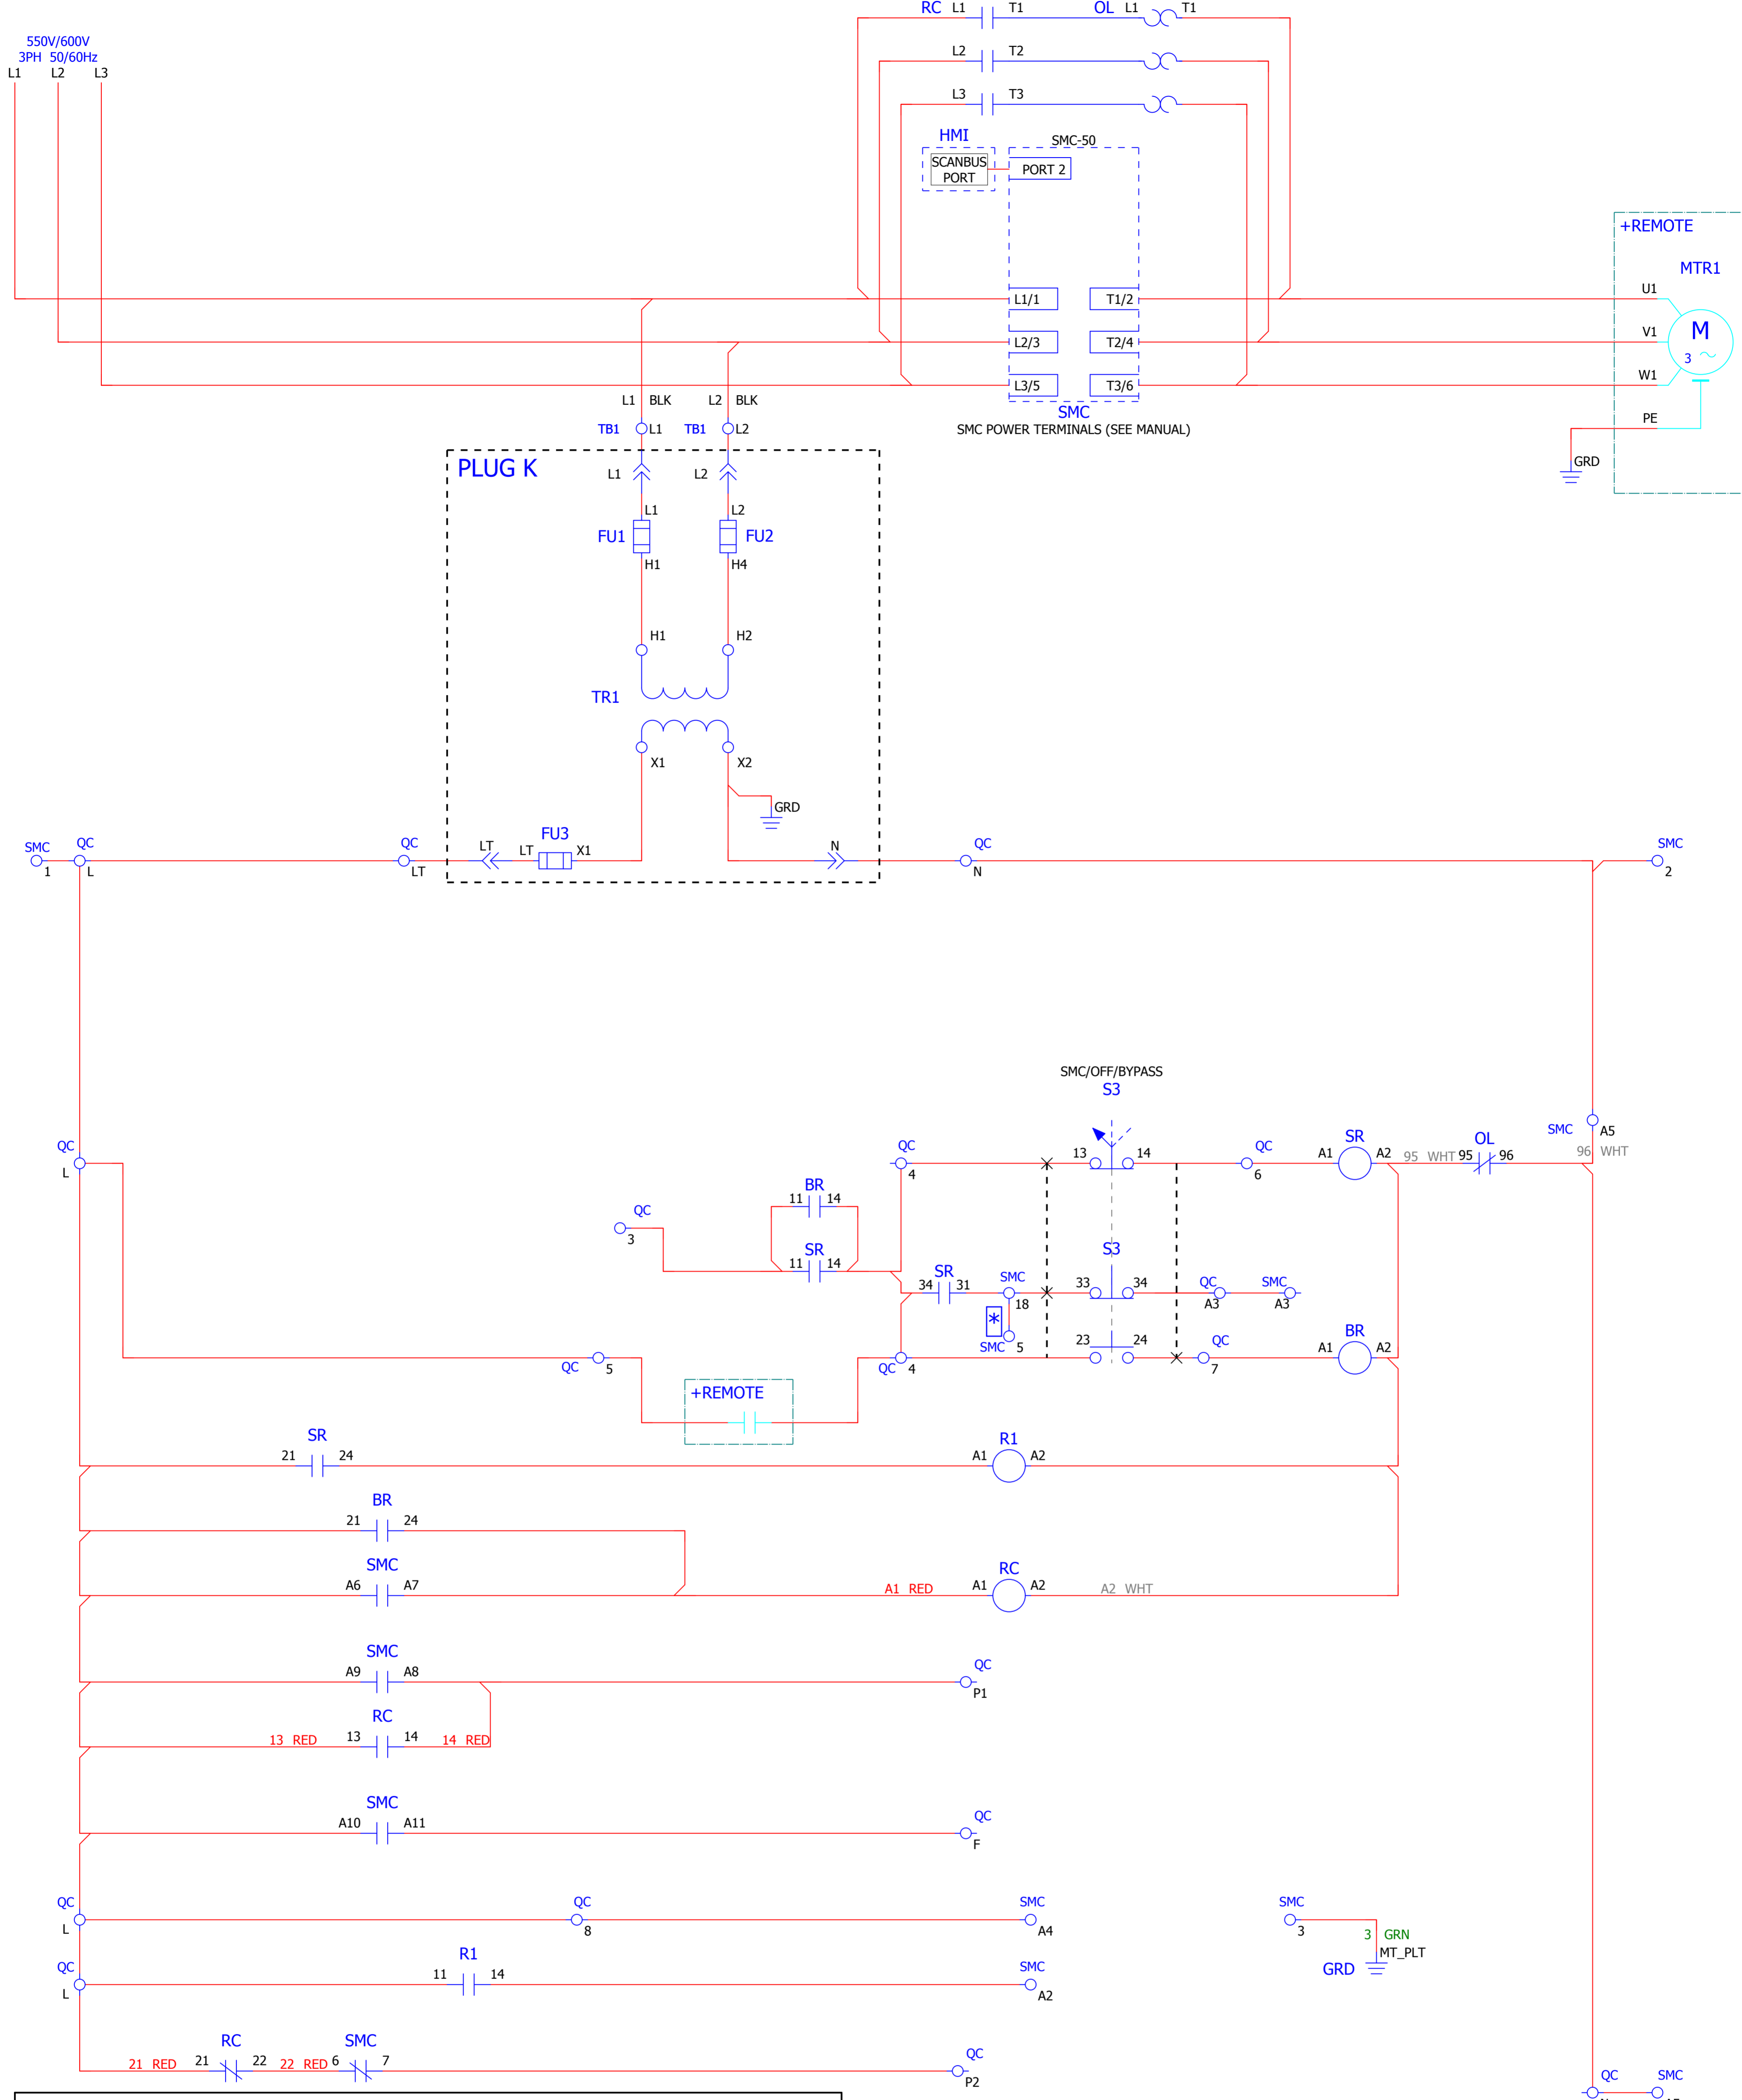 RC L1 T1 OL L1 T1
550V/600V
3PH 50/60Hz
L1 L2 L3
L2 T2
L3 T3
HMI
SMC-50
SCANBUS
PORT
PORT 2
+REMOTE
MTR1
L1/1 T1/2 U1
L2/3 T2/4 V1
M
3
L3/5 T3/6 W1
L1 BLK L2 BLK
SMC
PE
TB1 L1 TB1 L2
SMC POWER TERMINALS (SEE MANUAL)
GRD
PLUG K
L1 L2
L1 L2
FU1 FU2
H1 H4
H1 H2
TR1
X1 X2
GRD
SMC QC QC FU3 QC SMC
LT LT X1 N
1 L LT N 2
SMC/OFF/BYPASS
S3
QC QC 13 14 QC SR OL SMC A5
A1 A2 95 WHT 95 96 96 WHT
L 4 6
BR
11 14
QC
3
SR
11 14
S3
SR
34 31 SMC 33 34 QC SMC
18 A3 A3
*
SMC 5
23 24 QC BR
A1 A2
QC 5 QC 4 7
+REMOTE
SR R1
21 24 A1 A2
BR
21 24
SMC RC
A6 A7 A1 RED A1 A2 A2 WHT
SMC
A9 A8 QC
P1
RC
13 RED 13 14 14 RED
SMC
A10 A11 QC
F
QC QC SMC SMC
L 8 A4 3
3 GRN
MT_PLT
GRD
QC R1 SMC
11 14
L A2
RC SMC
21 RED 21 22 22 RED 6 7 QC
P2
QC SMC